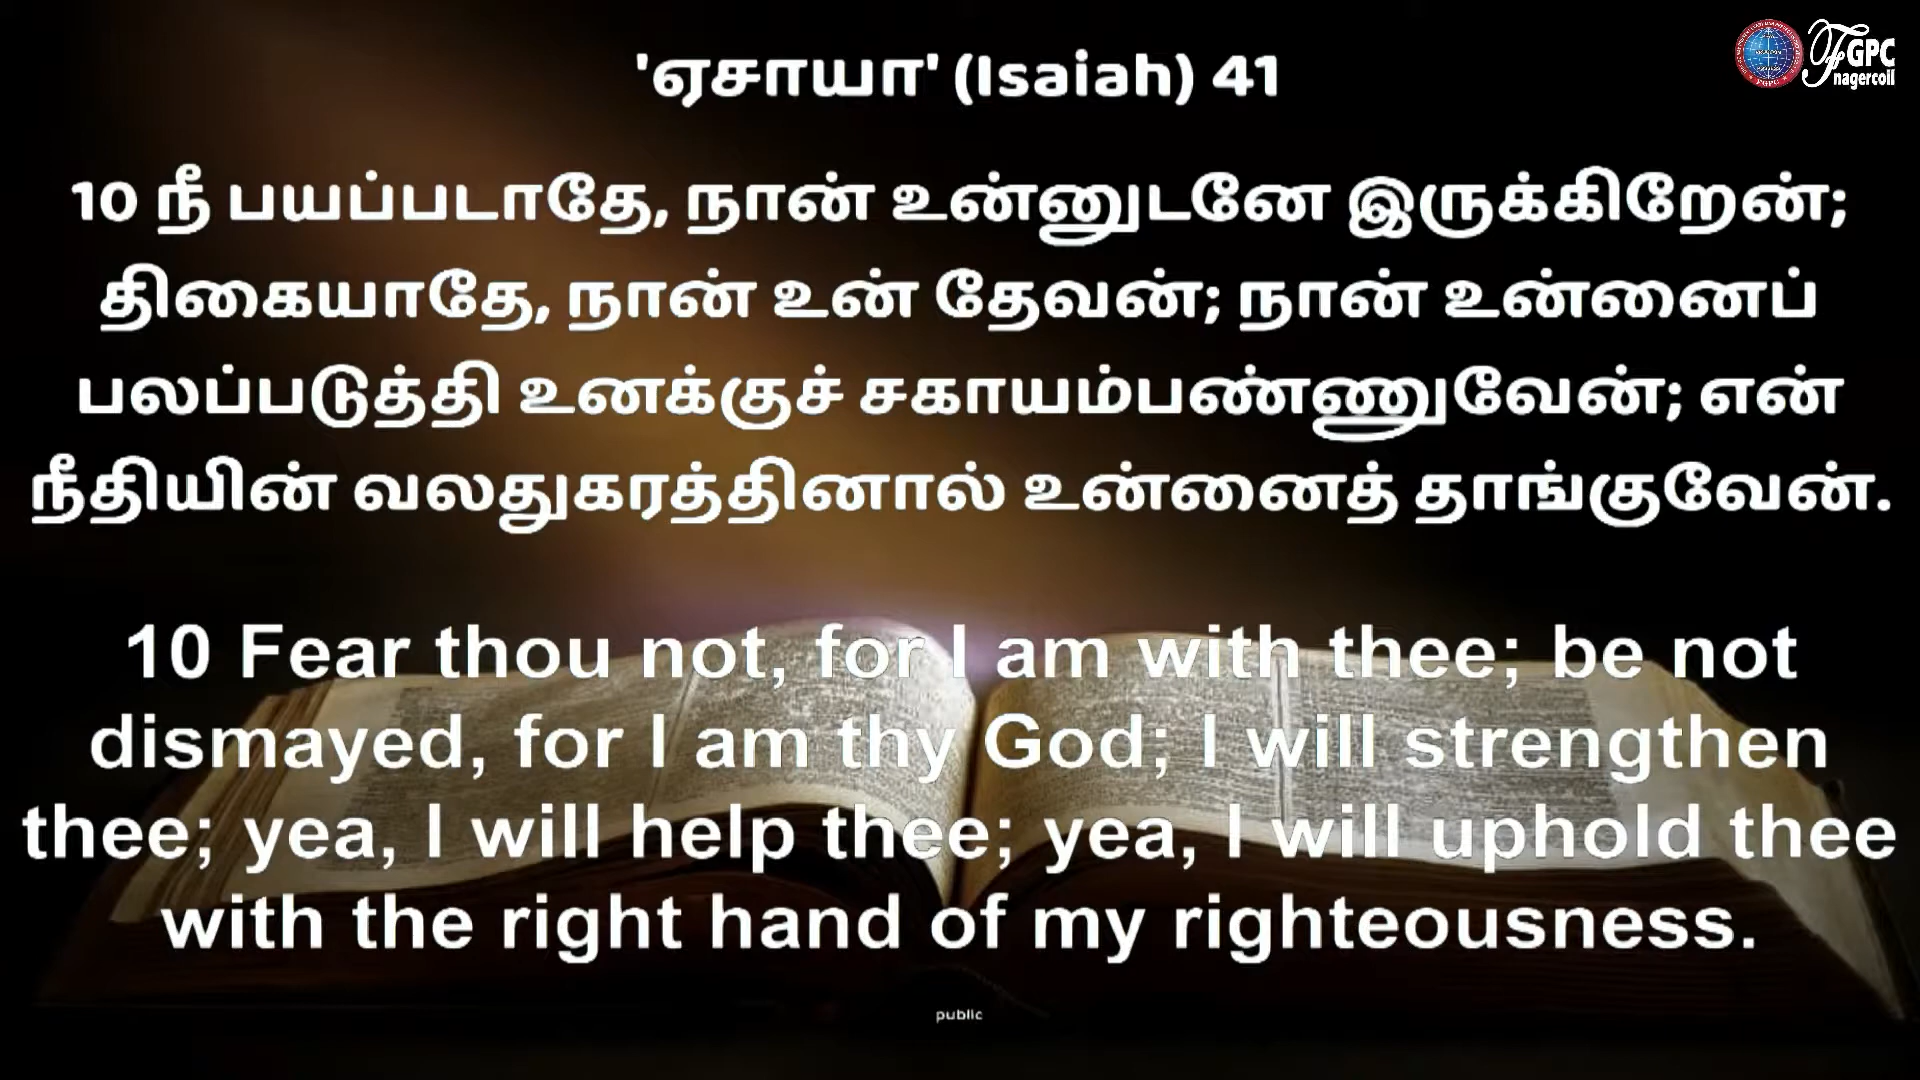 'ஏசாயா' (Isaiah) 41
GPC
nagercoil
10 நீ பயப்படாதே, நான் உன்னுடனே இருக்கிறேன்;
திகையாதே, நான் உன் தேவன்; நான் உன்னைப்
பலப்படுத்தி உனக்குச் சகாயம்பண்ணுவேன்; என்
நீதியின் வலதுகரத்தினால் உன்னைத் தாங்குவேன்.
10 Fear thou not, for I am with thee; be not
dismayed, for I am thy God; I will strengthen
thee; yea, I will help thee; yea, I will uphold thee
with the right hand of my righteousness.
public